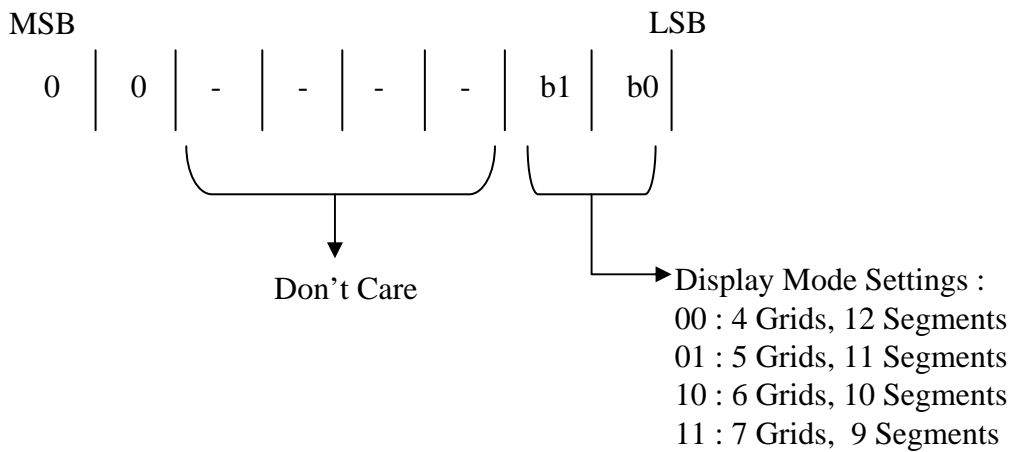 MSB LSB
0 0 - - - - b1 b0
Don’t Care
Display Mode Settings :
00 : 4 Grids, 12 Segments
01 : 5 Grids, 11 Segments
10 : 6 Grids, 10 Segments
11 : 7 Grids,  9 Segments